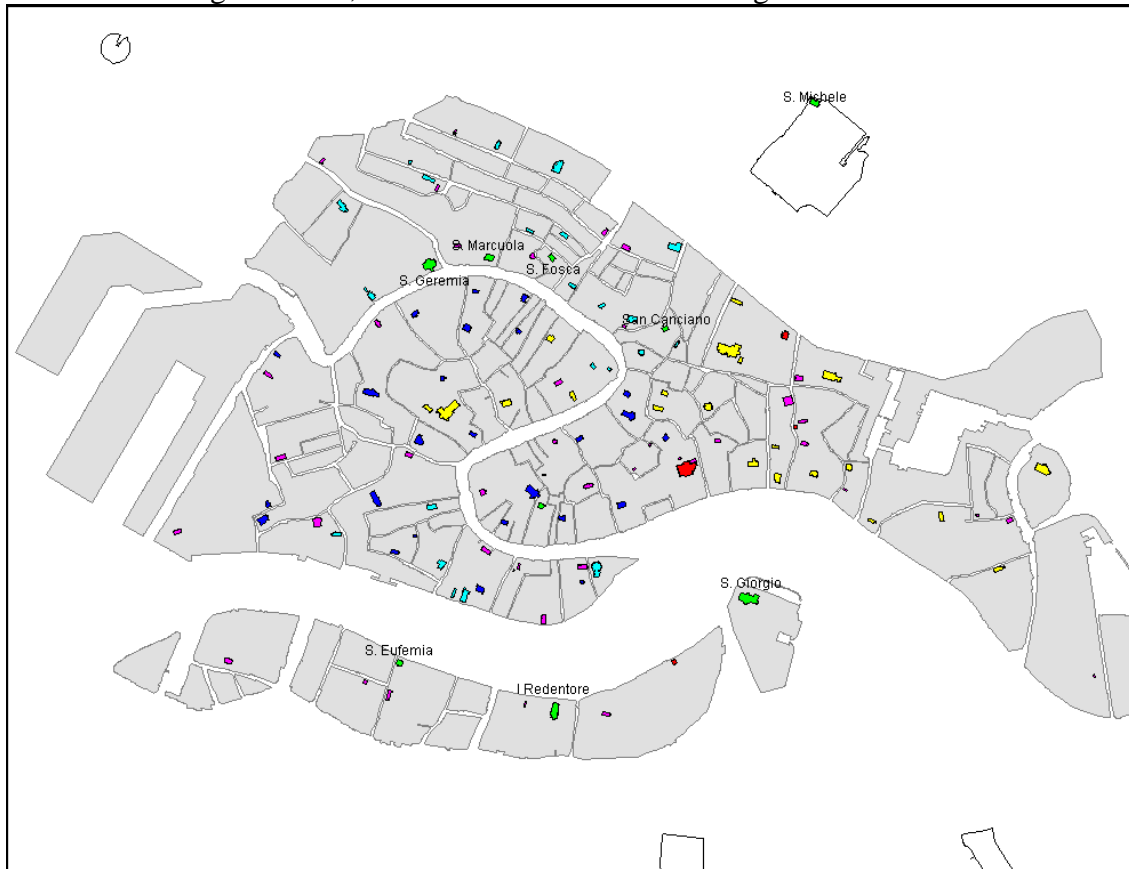 S. Michele
S. Marcuola
S. Fosca
S. Geremia
San Canciano
S. Giorgio
S. Eufemia
I Redentore